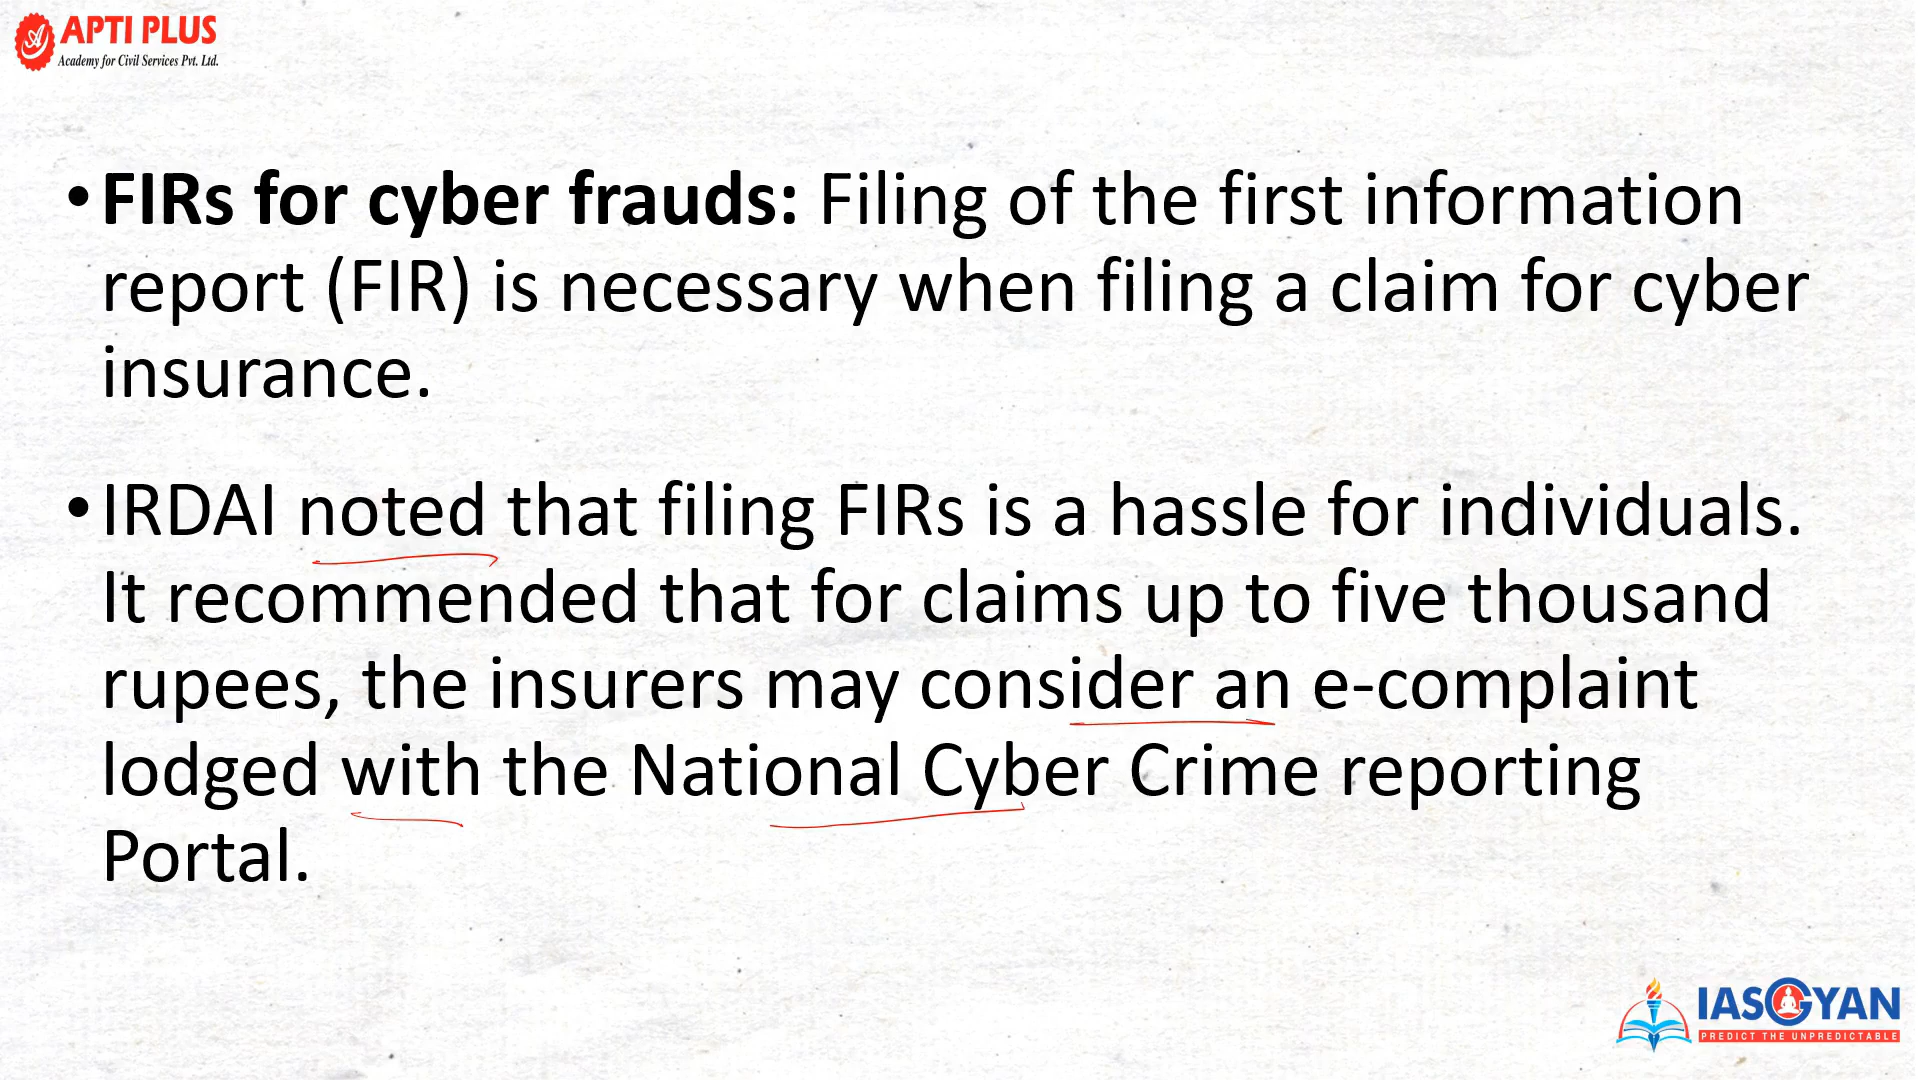 APTI PLUS
Academy for Civil Services Pvt. Ltd.
• FIRs for cyber frauds: Filing of the first information
report (FIR) is necessary when filing a claim for cyber
insurance.
• IRDAI noted that filing FIRs is a hassle for individuals.
It recommended that for claims up to five thousand
rupees, the insurers may consider an e-complaint
lodged with the National Cyber Crime reporting
Portal.
IASGYAN
PREDICT THE UNPREDICTABLE